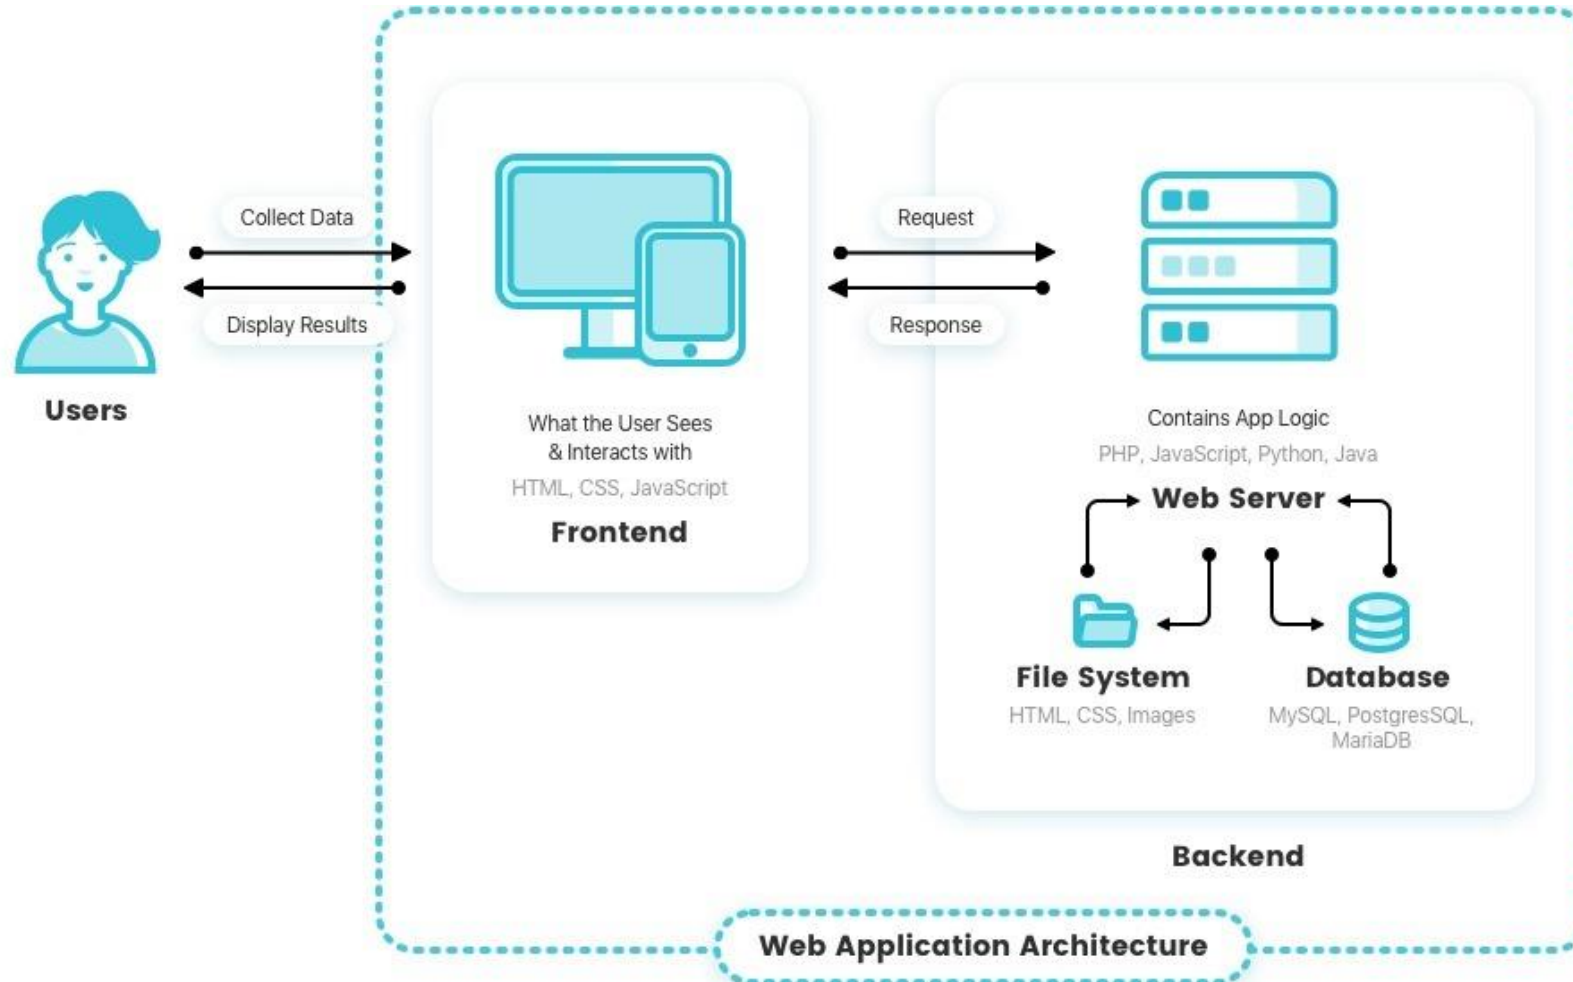 Collect Data
Display Results
Users
What the User Sees
& Interacts with
HTML, CSS, JavaScript
Frontend
Request
Response
Contains App Logic
PHP, JavaScript, Python, Java
Web Server
File System
HTML, CSS, Images
Database
MySQL, PostgresSQL,
MariaDB
Backend
Web Application Architecture